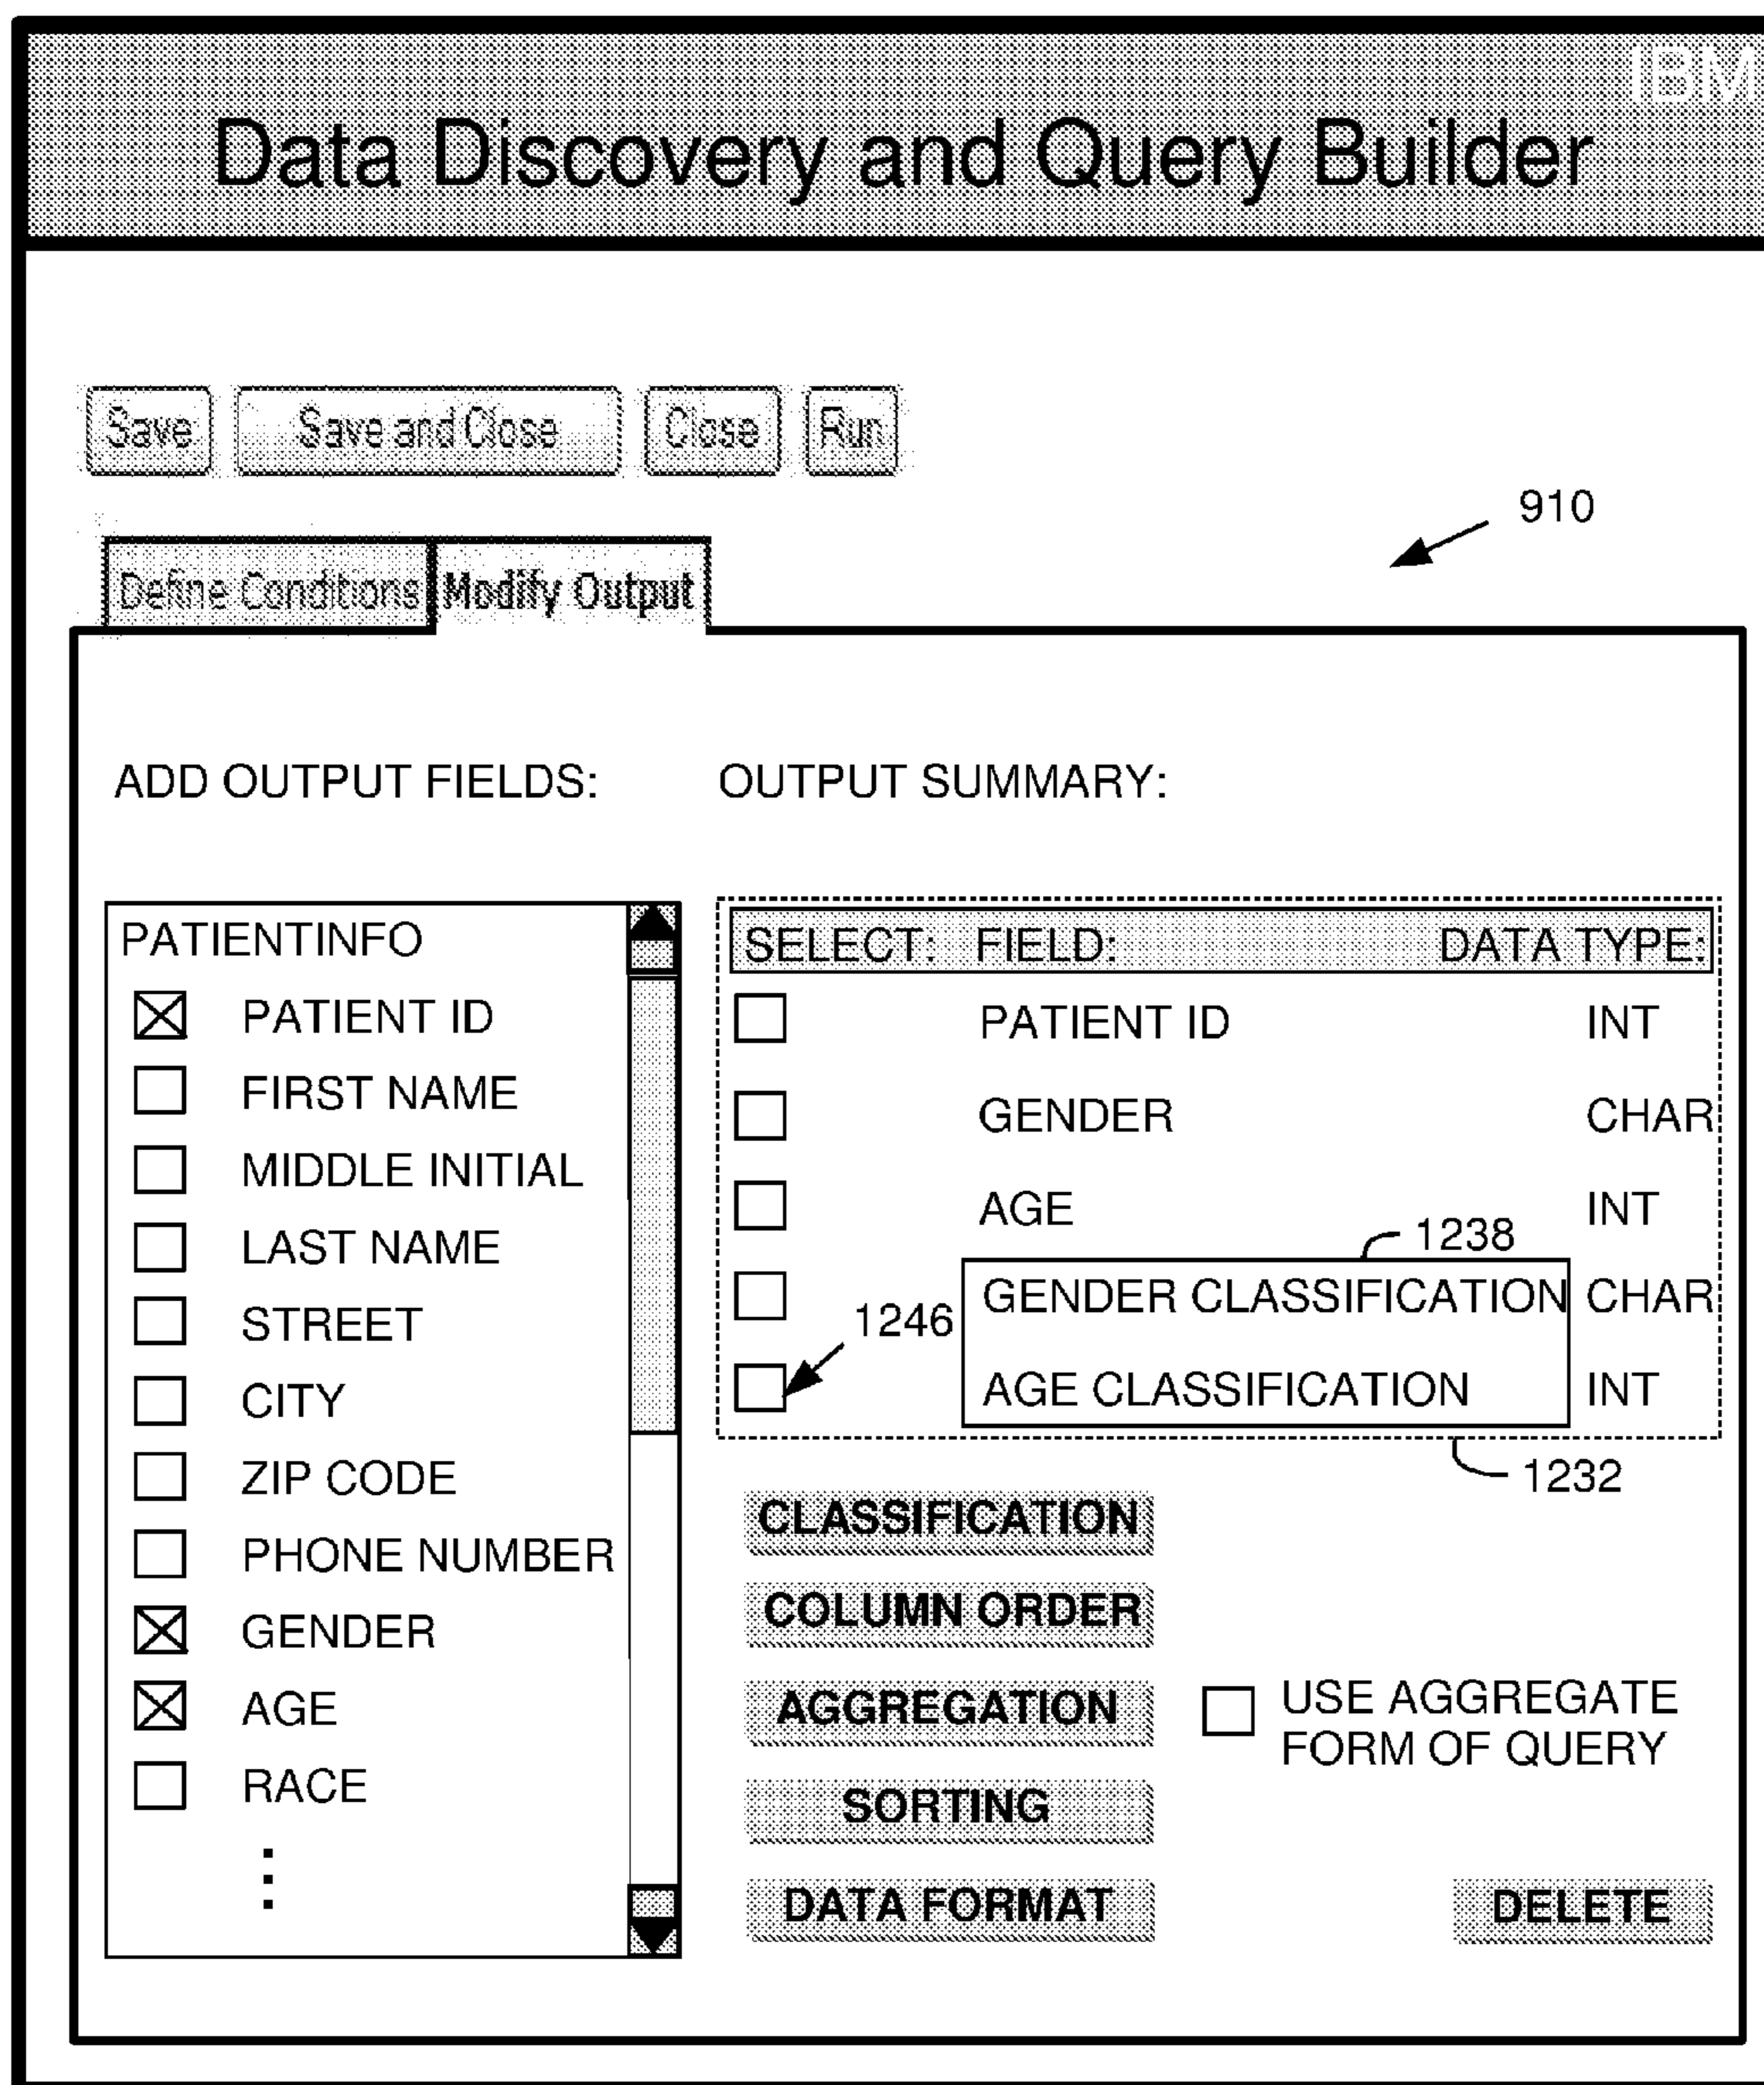 IBM
Data Discovery and Query Builder
Save Save and Close Close Run
910
Define Conditions Modify Output
ADD OUTPUT FIELDS: OUTPUT SUMMARY:
PATIENTINFO
PATIENT ID
FIRST NAME
MIDDLE INITIAL
LAST NAME
STREET
CITY
ZIP CODE
PHONE NUMBER
GENDER
AGE
RACE
SELECT: FIELD: DATA TYPE:
PATIENT ID INT
GENDER CHAR
AGE INT
1238
GENDER CLASSIFICATION CHAR
1246
AGE CLASSIFICATION INT
1232
CLASSIFICATION
COLUMN ORDER
AGGREGATION
USE AGGREGATE
FORM OF QUERY
SORTING
DATA FORMAT
DELETE